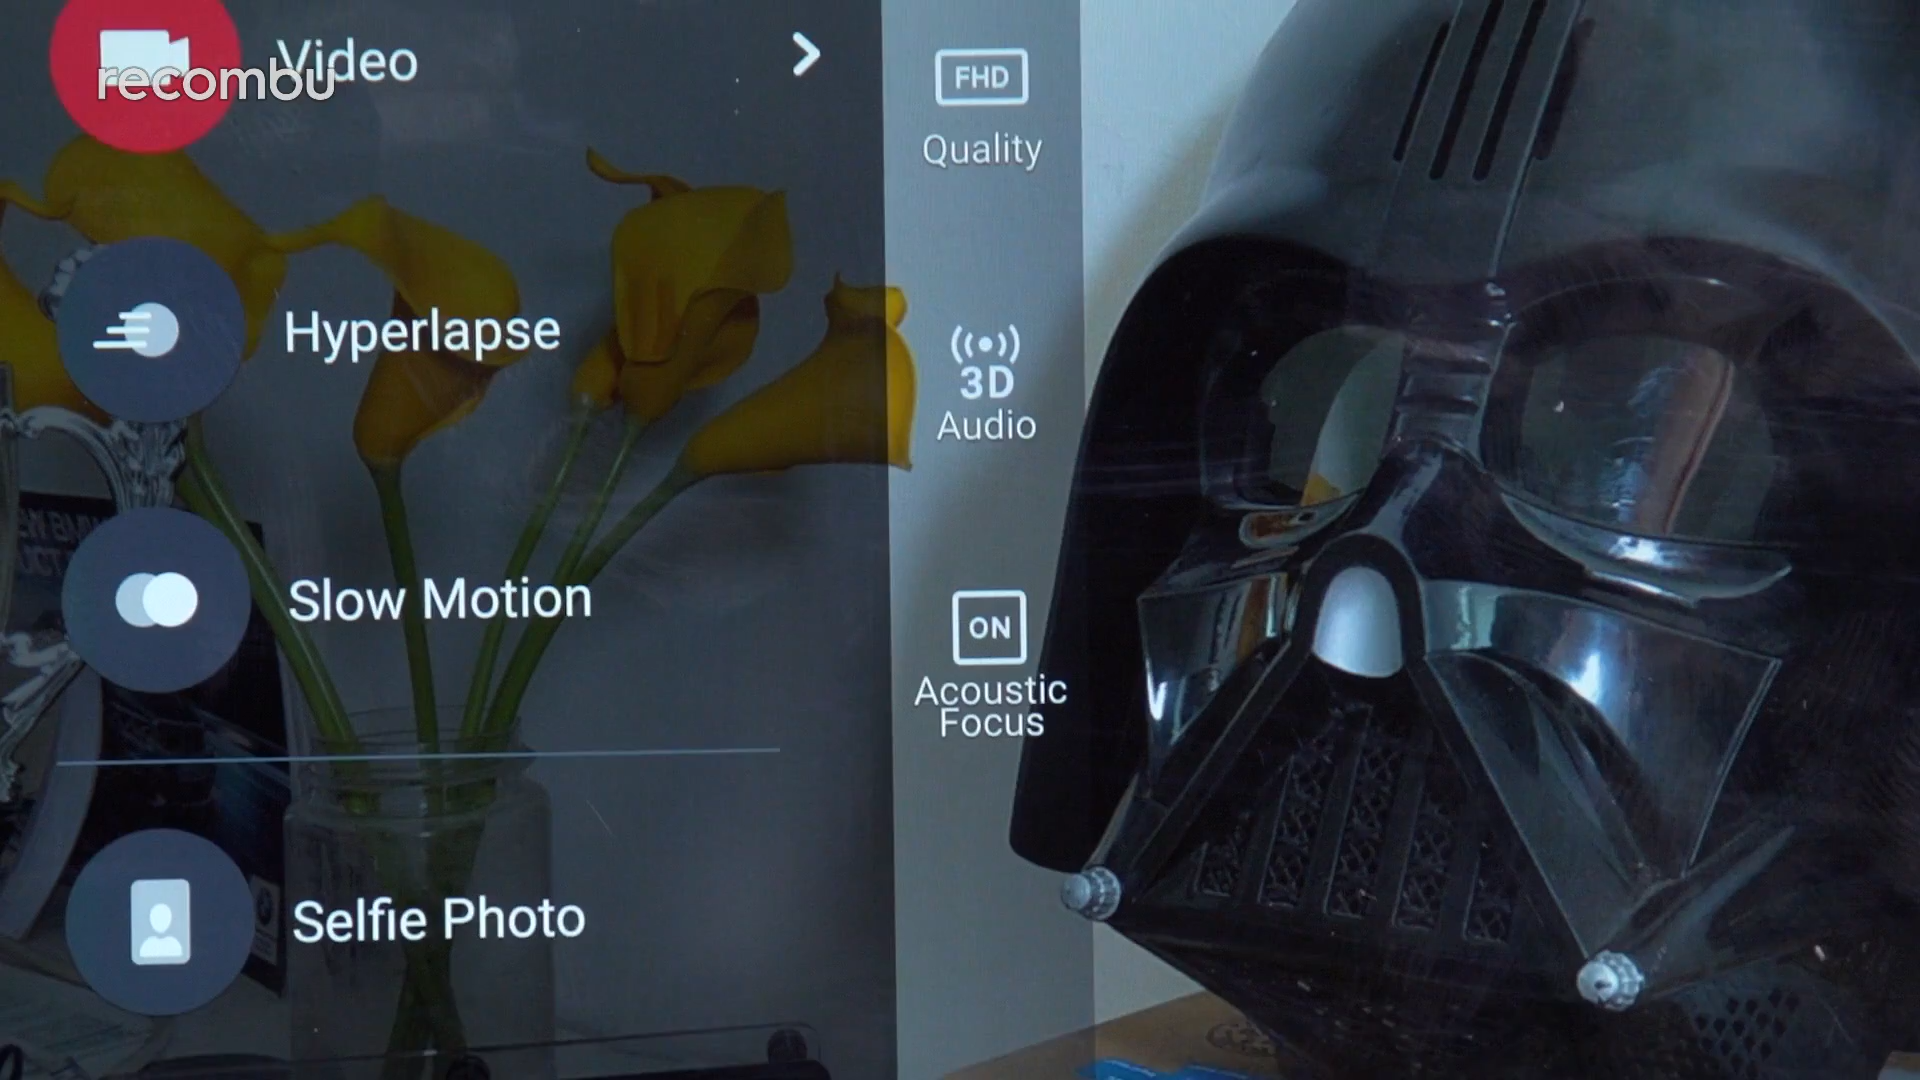 recombu
Video
Hyperlapse
Slow Motion
Selfie Photo
FHD
Quality
3D
Audio
ON
Acoustic
Focus